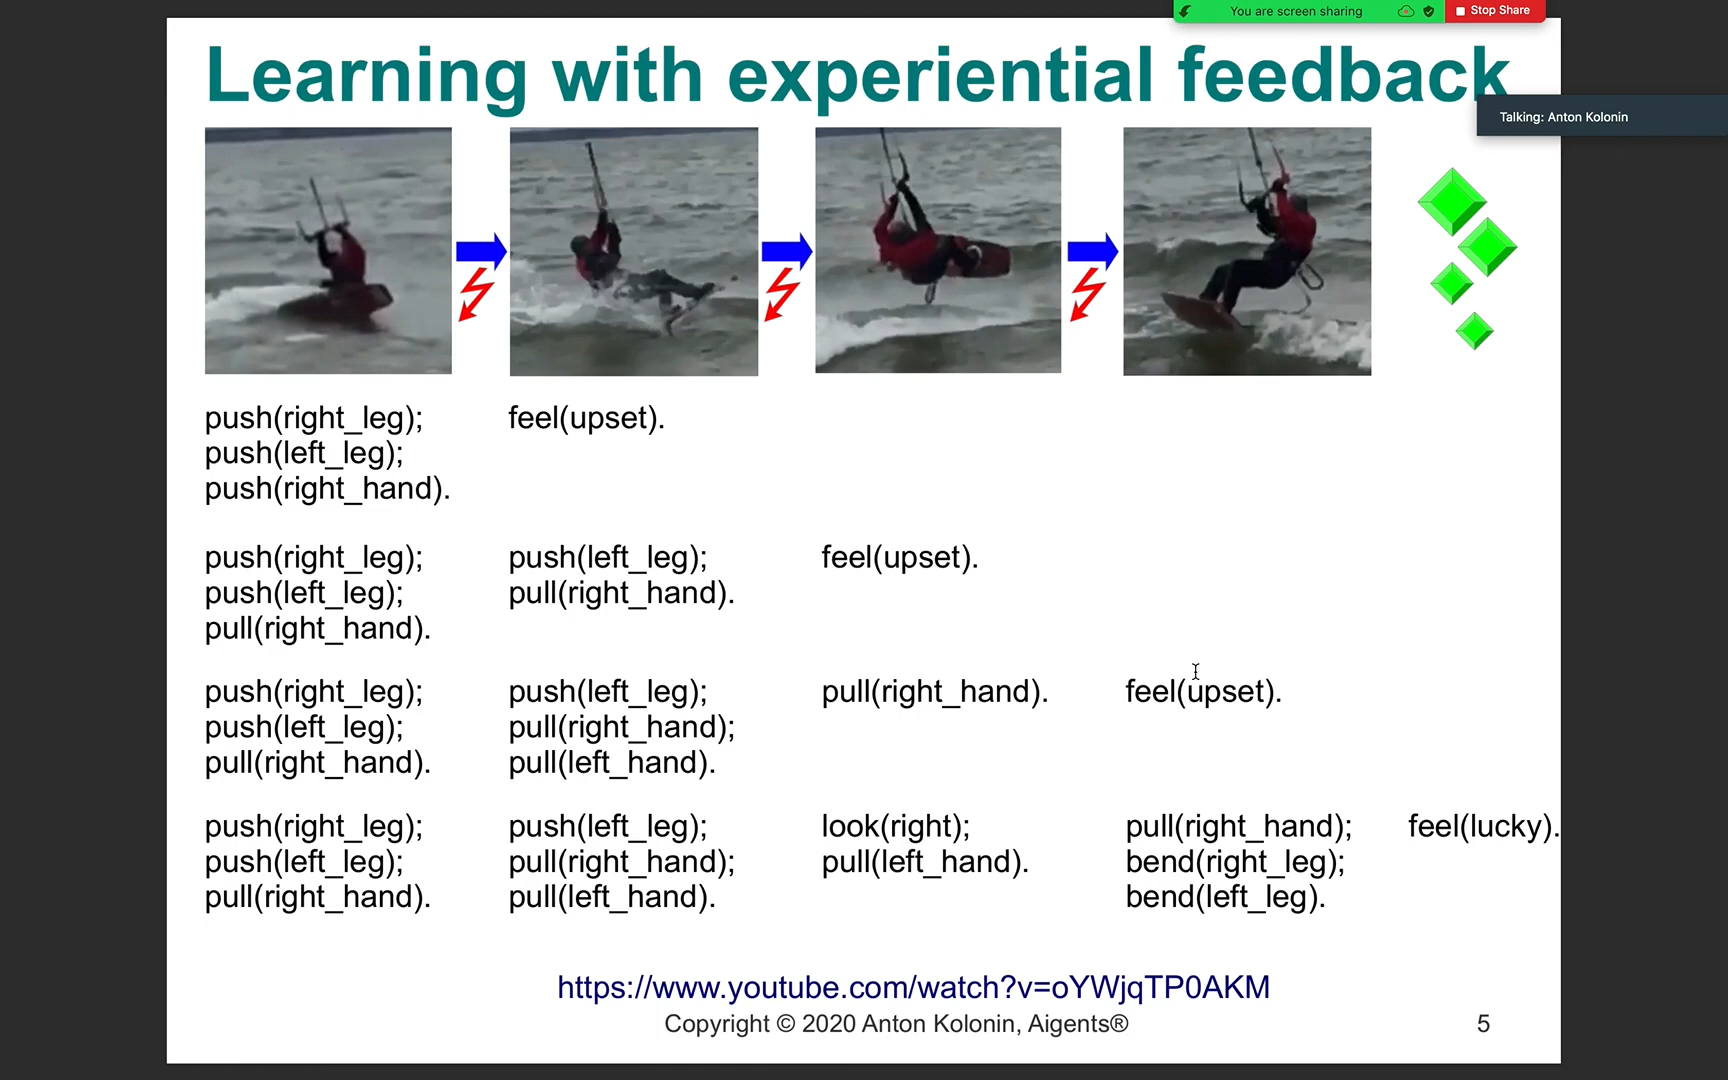 You are screen sharing
Stop Share
Learning with experiential feedback
Talking: Anton Kolonin
push(right_leg);
push(left_leg);
push(right_hand).
feel(upset).
push(right_leg);
push(left_leg);
pull(right_hand).
push(left_leg);
pull(right_hand).
feel(upset).
push(right_leg);
push(left_leg);
pull(right_hand).
push(left_leg);
pull(right_hand);
pull(left_hand).
pull(right_hand).
feel(upset).
push(right_leg);
push(left_leg);
pull(right_hand).
push(left_leg);
pull(right_hand);
pull(left_hand).
look(right);
pull(left_hand).
pull(right_hand);
bend(right_leg);
bend(left_leg).
feel(lucky).
https://www.youtube.com/watch?v=oYWjqTP0AKM
Copyright © 2020 Anton Kolonin, Aigents®
5